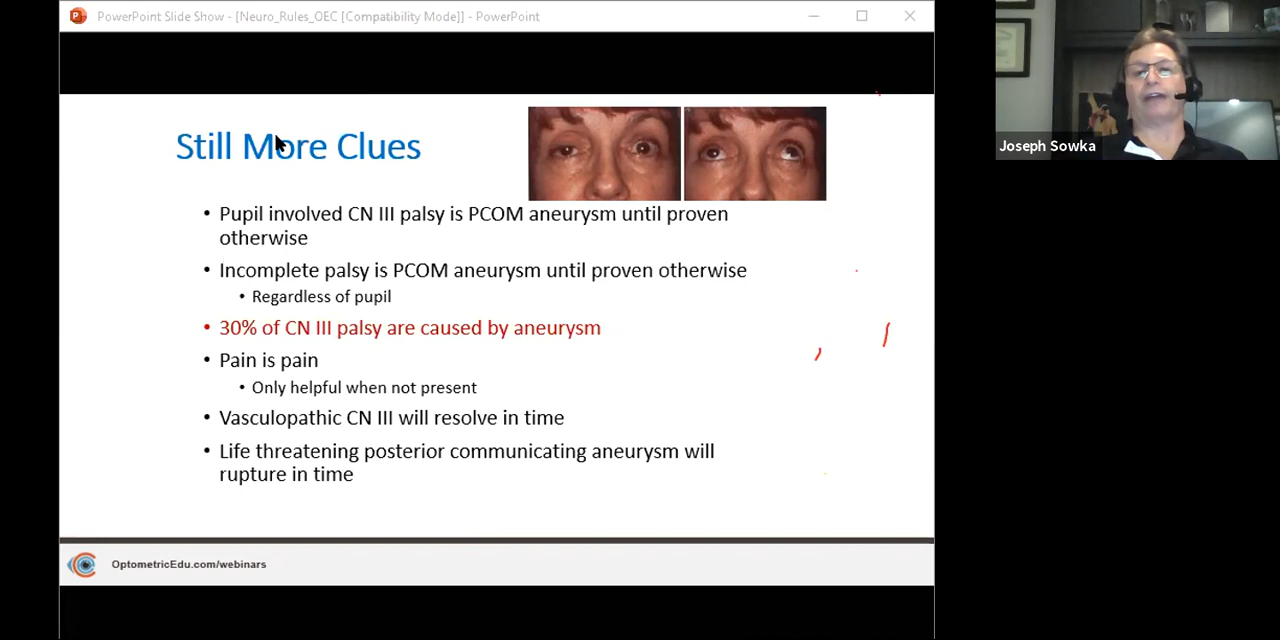 PowerPoint Slide Show - [Neuro_Rules_OEC [Compatibility Mode]] - PowerPoint
Joseph Sowka
Still More Clues
• Pupil involved CN III palsy is PCOM aneurysm until proven
otherwise
• Incomplete palsy is PCOM aneurysm until proven otherwise
• Regardless of pupil
• 30% of CN III palsy are caused by aneurysm
• Pain is pain
• Only helpful when not present
• Vasculopathic CN III will resolve in time
• Life threatening posterior communicating aneurysm will
rupture in time
OptometricEdu.com/webinars